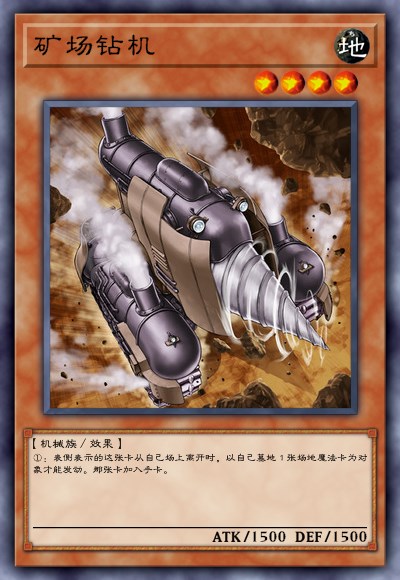 矿场钻机
地
【机械族／效果】
①：表侧表示的这张卡从自己场上离开时，以自己墓地1张场地魔法卡为对
象才能发动。那张卡加入手卡。
ATK/1500 DEF/1500